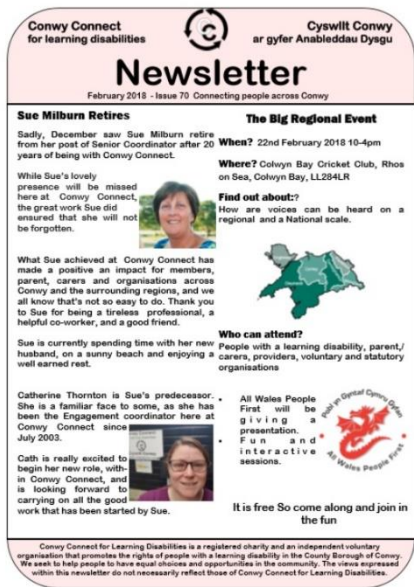 Conwy Connect
for learning disabilities
Cyswllt Conwy
ar gyfer Anableddau Dysgu
Newsletter
February 2018 - Issue 70 Connecting people across Conwy
Sue Milburn Retires
Sadly, December saw Sue Milburn retire
from her post of Senior Coordinator after 20
years of being with Conwy Connect.
While Sue's lovely
presence will be missed
here at Conwy Connect,
the great work Sue did
ensured that she will not
be forgotten.
What Sue achieved at Conwy Connect has
made a positive an impact for members,
parent, carers and organisations across
Conwy and the surrounding regions, and we
all know that's not so easy to do. Thank you
to Sue for being a tireless professional, a
helpful co-worker, and a good friend.
Sue is currently spending time with her new
husband, on a sunny beach and enjoying a
well earned rest.
Catherine Thornton is Sue's predecessor.
She is a familiar face to some, as she has
been the Engagement coordinator here at
Conwy Connect since
July 2003.
Cath is really excited to
begin her new role, with-
in Conwy Connect, and
is looking forward to
carrying on all the good
work that has been started by Sue.
The Big Regional Event
When? 22nd February 2018 10-4pm
Where? Colwyn Bay Cricket Club, Rhos
on Sea, Colwyn Bay, LL284LR
Find out about:?
How are voices can be heard on a
regional and a National scale.
Who can attend?
People with a learning disability, parent,/
carers, providers, voluntary and statutory
organisations
• All Wales People
First will be
giving a
presentation.
• Fun and
interactive
sessions.
Pobl yn Gyntaf Cymru Gyfan
All Wales People First
It is free So come along and join in
the fun
Conwy Connect for Learning Disabilities is a registered charity and an independent voluntary
organisation that promotes the rights of people with a learning disability in the County Borough of Conwy.
We seek to help people to have equal choices and opportunities in the community. The views expressed
within this newsletter do not necessarily reflect those of Conwy Connect for Learning Disabilities.